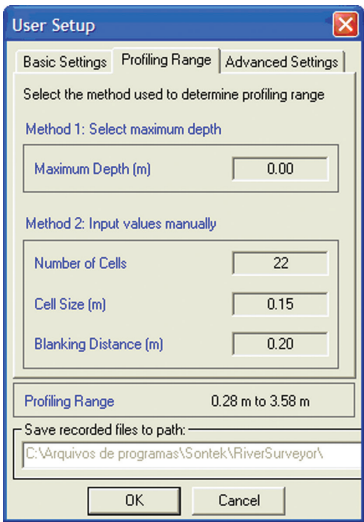 User Setup
Basic Settings Profiling Range Advanced Settings
Select the method used to determine profiling range
Method 1: Select maximum depth
Maximum Depth (m) 0.00
Method 2: Input values manually
Number of Cells 22
Cell Size (m) 0.15
Blanking Distance (m) 0.20
Profiling Range 0.28 m to 3.58 m
Save recorded files to path:
C:\Arquivos de programas\Sontek\RiverSurveyor\
OK Cancel